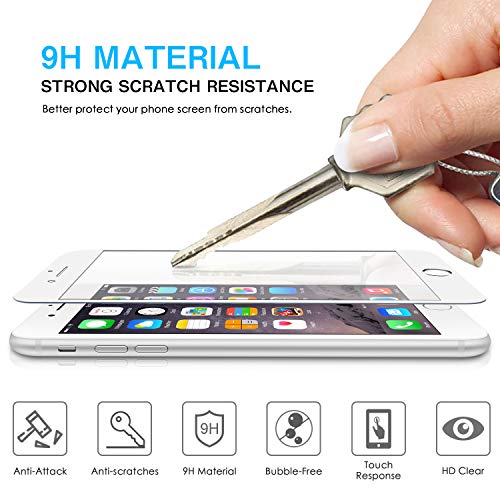 9H MATERIAL
STRONG SCRATCH RESISTANCE
Better protect your phone screen from scratches.
9H
Anti-Attack
Anti-scratches
9H Material
Bubble-Free
Touch
Response
HD Clear